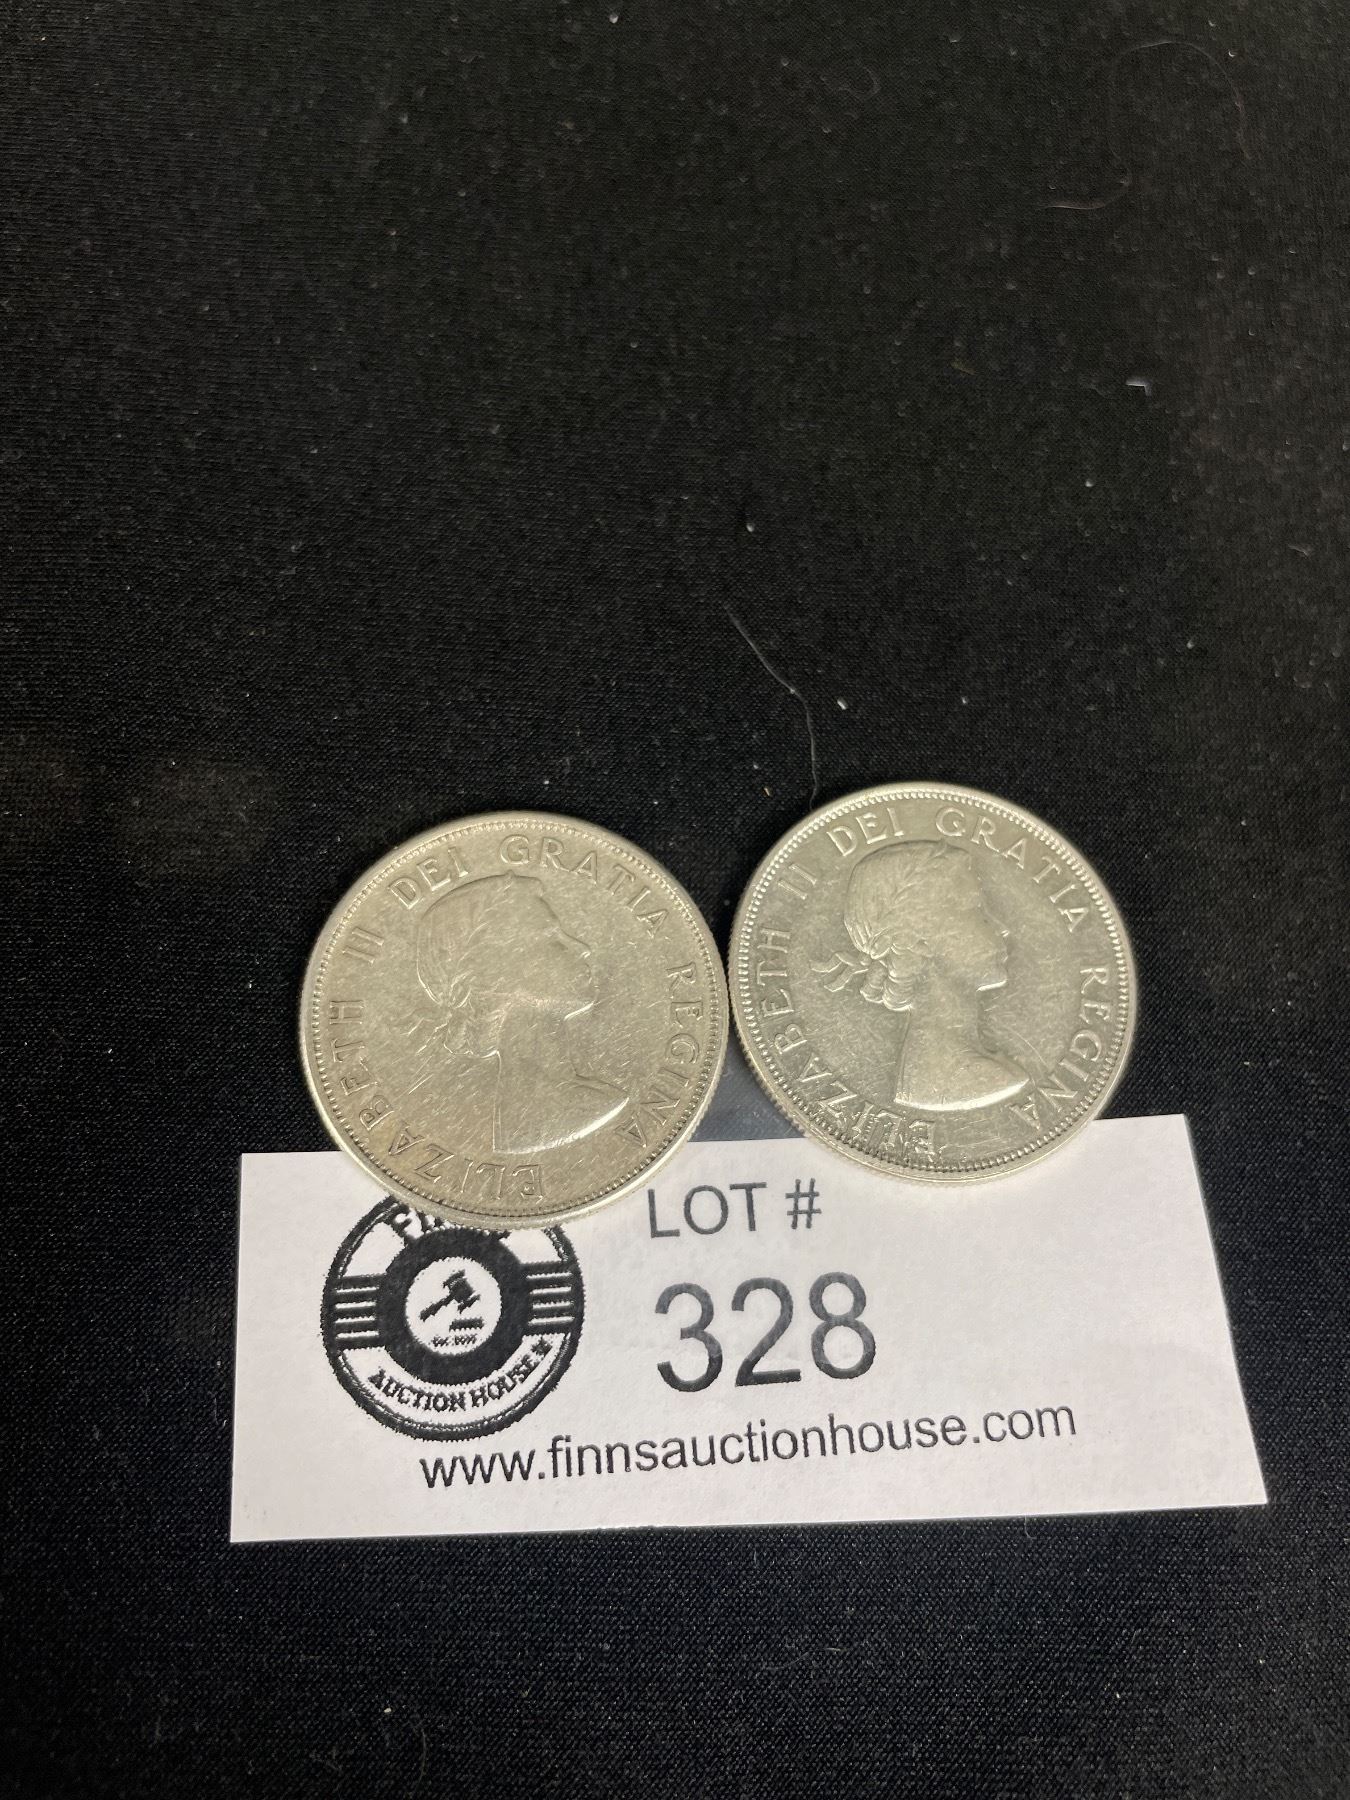 ELIZABETH II DEI GRATIA REGINA
ELIZABETH II DEI GRATIA REGINA
AUCTION HOUSE
LOT #
328
www.finnsauctionhouse.com